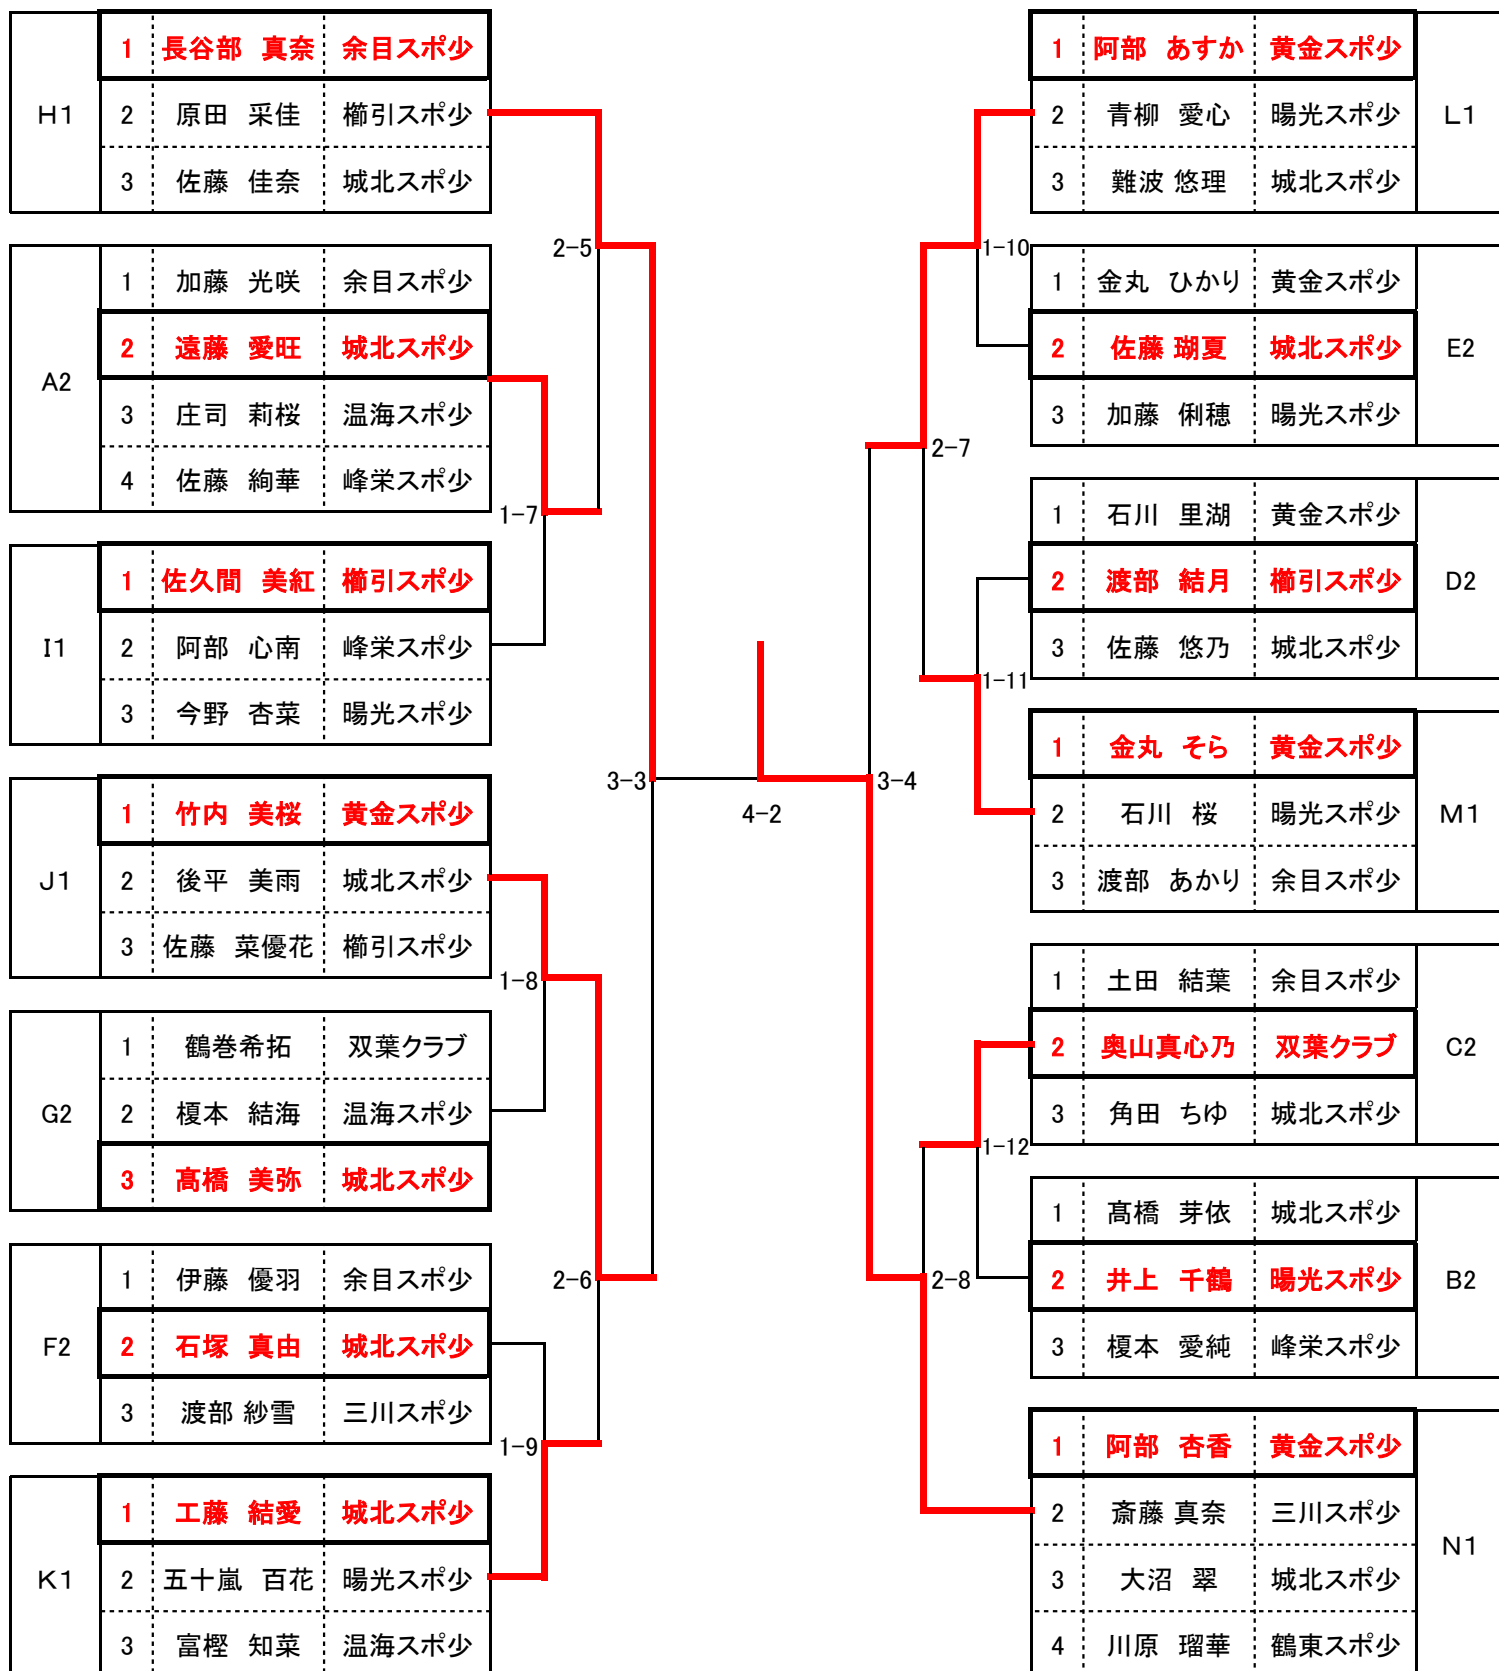 1 長谷部 真奈 余目スポ少
H1 2 原田 采佳 櫛引スポ少
3 佐藤 佳奈 城北スポ少
2-5
1 加藤 光咲 余目スポ少
2 遠藤 愛旺 城北スポ少
A2
3 庄司 莉桜 温海スポ少
4 佐藤 絢華 峰栄スポ少
1-7
1 佐久間 美紅 櫛引スポ少
I1 2 阿部 心南 峰栄スポ少
3 今野 杏菜 暘光スポ少
3-3
1 竹内 美桜 黄金スポ少
J1 2 後平 美雨 城北スポ少
3 佐藤 菜優花 櫛引スポ少
1-8
1 鶴巻希拓 双葉クラブ
G2 2 榎本 結海 温海スポ少
3 髙橋 美弥 城北スポ少
2-6
1 伊藤 優羽 余目スポ少
F2 2 石塚 真由 城北スポ少
3 渡部 紗雪 三川スポ少
1-9
1 工藤 結愛 城北スポ少
K1 2 五十嵐 百花 暘光スポ少
3 富樫 知菜 温海スポ少
4-2
1 阿部 あすか 黄金スポ少
2 青柳 愛心 暘光スポ少 L1
3 難波 悠理 城北スポ少
1-10
1 金丸 ひかり 黄金スポ少
2 佐藤 瑚夏 城北スポ少 E2
3 加藤 俐穂 暘光スポ少
2-7
1 石川 里湖 黄金スポ少
2 渡部 結月 櫛引スポ少 D2
3 佐藤 悠乃 城北スポ少
1-11
1 金丸 そら 黄金スポ少
2 石川 桜 暘光スポ少 M1
3 渡部 あかり 余目スポ少
3-4
1 土田 結葉 余目スポ少
2 奥山真心乃 双葉クラブ C2
3 角田 ちゆ 城北スポ少
1-12
1 髙橋 芽依 城北スポ少
2 井上 千鶴 暘光スポ少 B2
3 榎本 愛純 峰栄スポ少
2-8
1 阿部 杏香 黄金スポ少
2 斎藤 真奈 三川スポ少
N1
3 大沼 翠 城北スポ少
4 川原 瑠華 鶴東スポ少